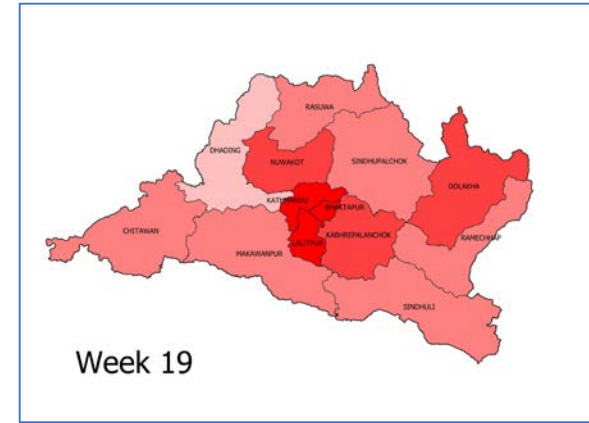 RASUWA
DHADING
NUWAKOT
SINDHUPALCHOK
DOLAKHA
KATHMANDU
BHAKTAPUR
CHITAWAN
LALITPUR
KABHREPALANCHOK
RAMECHHAP
MAKAWANPUR
SINDHULI
Week 19